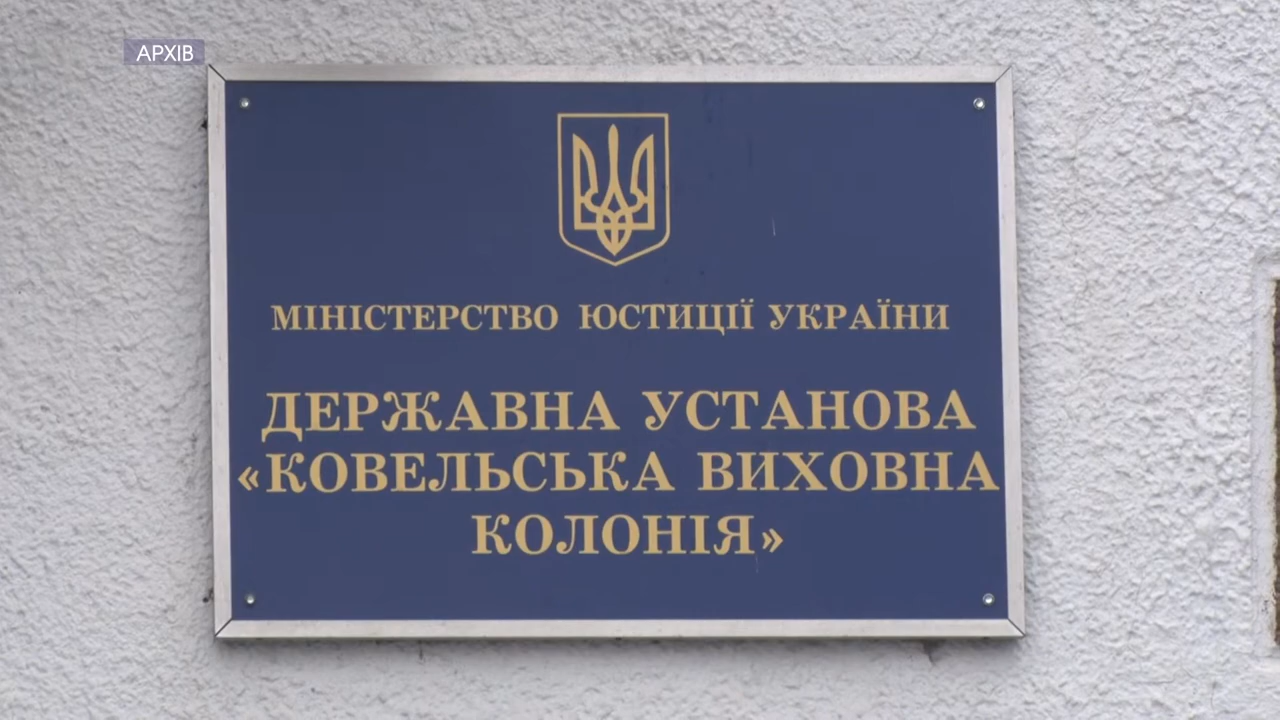 АРХІВ
МІНІСТЕРСТВО ЮСТИЦІЇ УКРАЇНИ
ДЕРЖАВНА УСТАНОВА
«КОВЕЛЬСЬКА ВИХОВНА
КОЛОНІЯ»